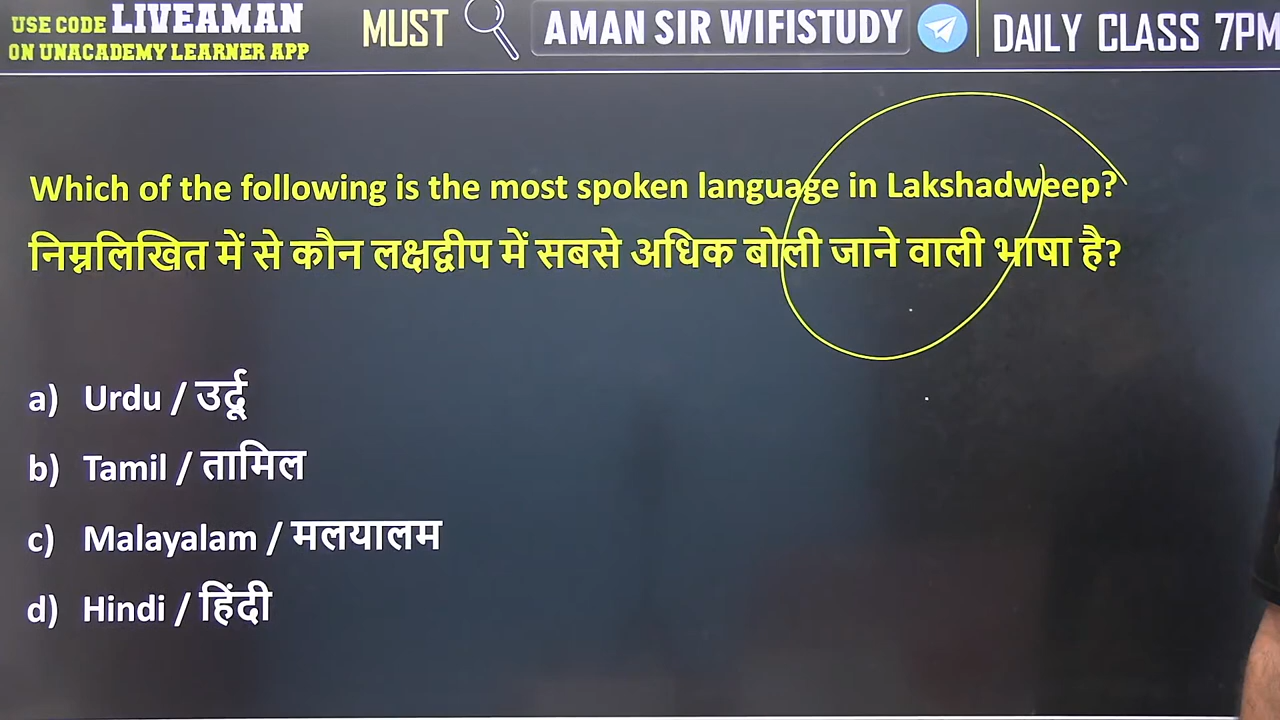 USE CODE LIVEAMAN
ON UNACADEMY LEARNER APP
MUST
AMAN SIR WIFISTUDY
DAILY CLASS 7PM
Which of the following is the most spoken language in Lakshadweep?
निम्नलिखित में से कौन लक्षद्वीप में सबसे अधिक बोली जाने वाली भाषा है?
a) Urdu / उर्दू
b) Tamil / तामिल
c) Malayalam / मलयालम
d) Hindi / हिंदी